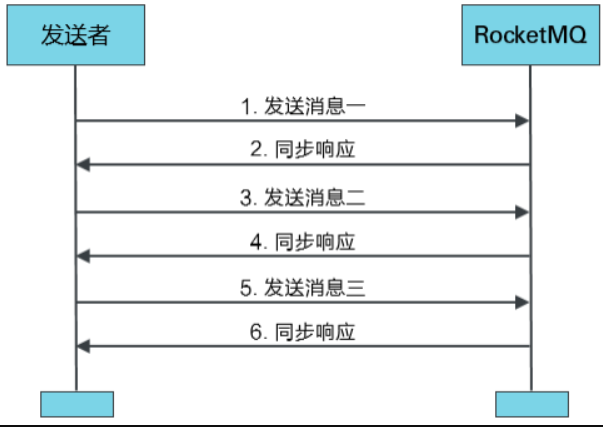 发送者
RocketMQ
1. 发送消息一
2. 同步响应
3. 发送消息二
4. 同步响应
5. 发送消息三
6. 同步响应